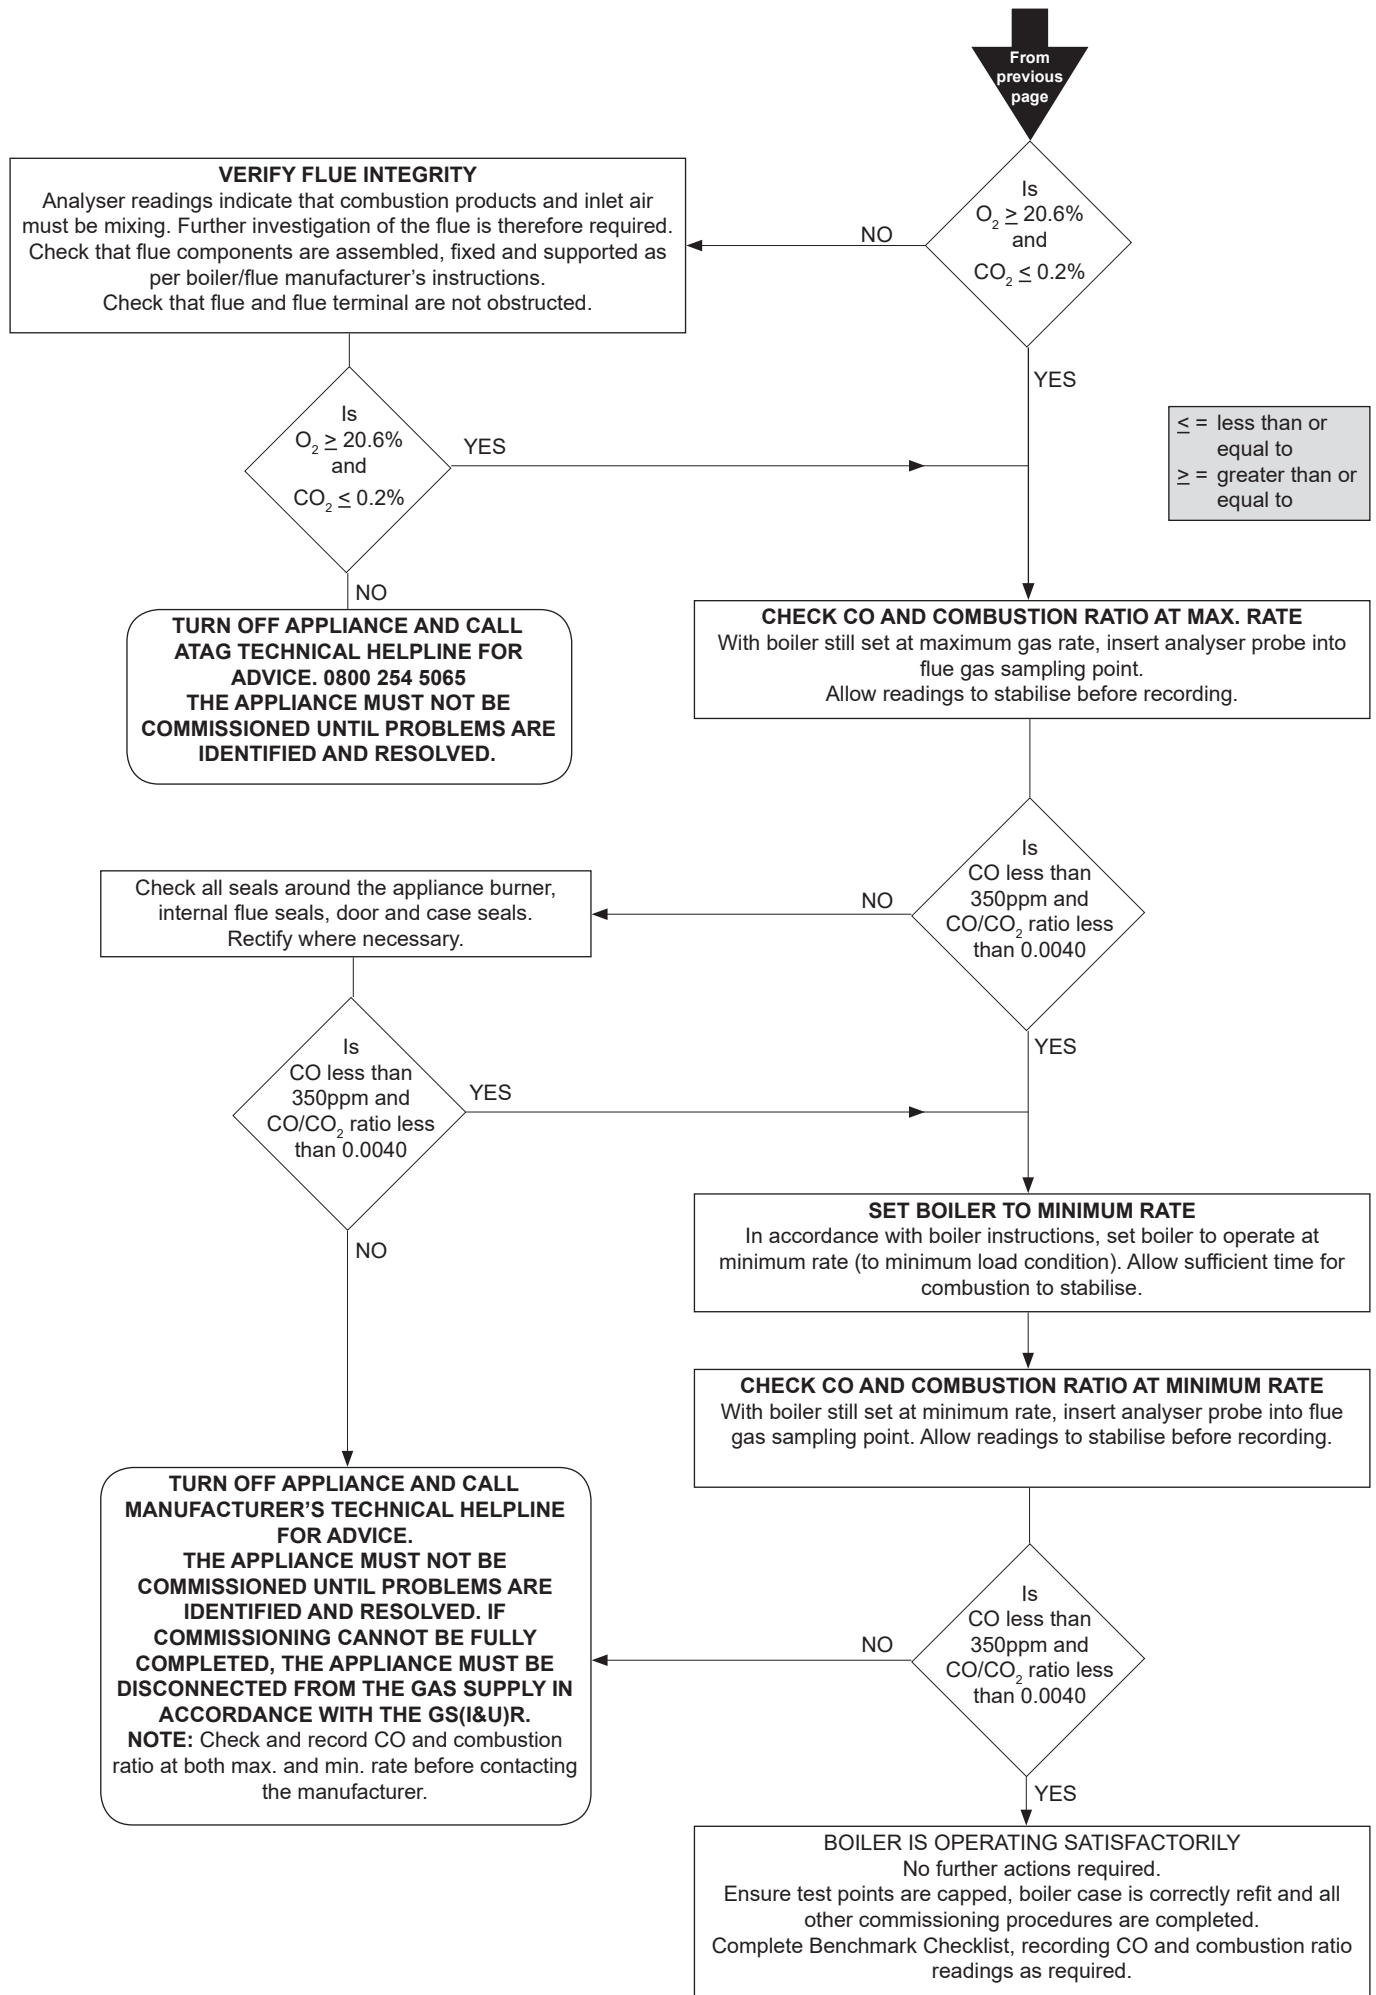 From
previous
page
Is
O₂ ≥ 20.6%
and
CO₂ ≤ 0.2%
NO
YES
VERIFY FLUE INTEGRITY
Analyser readings indicate that combustion products and inlet air
must be mixing. Further investigation of the flue is therefore required.
Check that flue components are assembled, fixed and supported as
per boiler/flue manufacturer’s instructions.
Check that flue and flue terminal are not obstructed.
Is
O₂ ≥ 20.6%
and
CO₂ ≤ 0.2%
YES
NO
≤ = less than or
equal to
≥ = greater than or
equal to
TURN OFF APPLIANCE AND CALL
ATAG TECHNICAL HELPLINE FOR
ADVICE. 0800 254 5065
THE APPLIANCE MUST NOT BE
COMMISSIONED UNTIL PROBLEMS ARE
IDENTIFIED AND RESOLVED.
CHECK CO AND COMBUSTION RATIO AT MAX. RATE
With boiler still set at maximum gas rate, insert analyser probe into
flue gas sampling point.
Allow readings to stabilise before recording.
Is
CO less than
350ppm and
CO/CO₂ ratio less
than 0.0040
NO
YES
Check all seals around the appliance burner,
internal flue seals, door and case seals.
Rectify where necessary.
Is
CO less than
350ppm and
CO/CO₂ ratio less
than 0.0040
YES
NO
SET BOILER TO MINIMUM RATE
In accordance with boiler instructions, set boiler to operate at
minimum rate (to minimum load condition). Allow sufficient time for
combustion to stabilise.
CHECK CO AND COMBUSTION RATIO AT MINIMUM RATE
With boiler still set at minimum rate, insert analyser probe into flue
gas sampling point. Allow readings to stabilise before recording.
TURN OFF APPLIANCE AND CALL
MANUFACTURER’S TECHNICAL HELPLINE
FOR ADVICE.
THE APPLIANCE MUST NOT BE
COMMISSIONED UNTIL PROBLEMS ARE
IDENTIFIED AND RESOLVED. IF
COMMISSIONING CANNOT BE FULLY
COMPLETED, THE APPLIANCE MUST BE
DISCONNECTED FROM THE GAS SUPPLY IN
ACCORDANCE WITH THE GS(I&U)R.
NOTE: Check and record CO and combustion
ratio at both max. and min. rate before contacting
the manufacturer.
Is
CO less than
350ppm and
CO/CO₂ ratio less
than 0.0040
NO
YES
BOILER IS OPERATING SATISFACTORILY
No further actions required.
Ensure test points are capped, boiler case is correctly refit and all
other commissioning procedures are completed.
Complete Benchmark Checklist, recording CO and combustion ratio
readings as required.